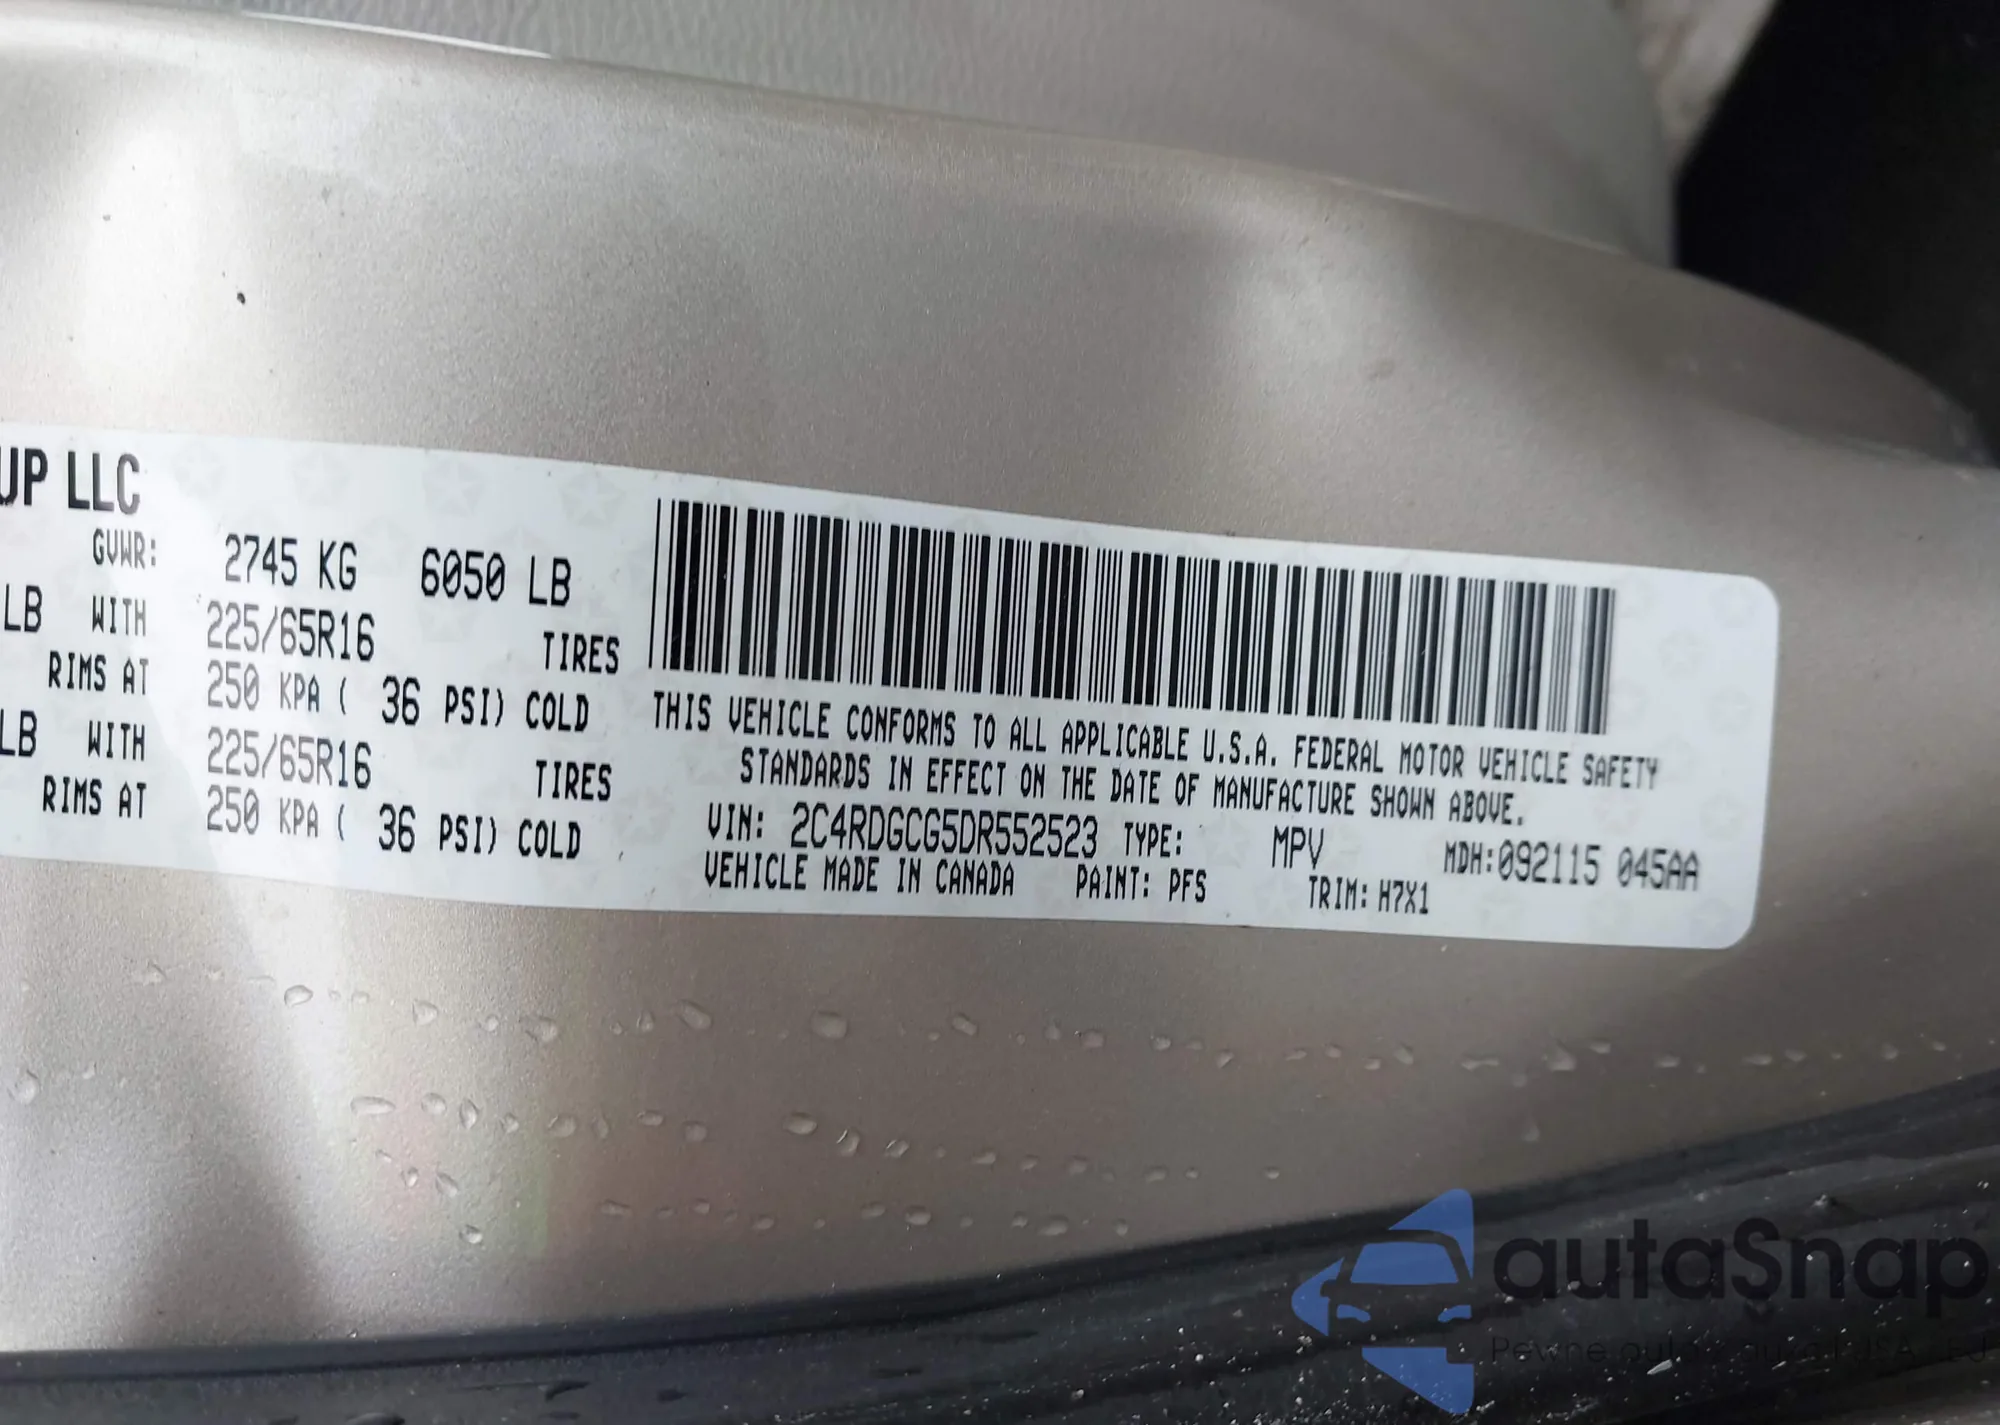 UP LLC
GVWR: 2745 KG 6050 LB
LB WITH 225/65R16 TIRES
RIMS AT 250 KPA ( 36 PSI) COLD
LB WITH 225/65R16 TIRES
RIMS AT 250 KPA ( 36 PSI) COLD
THIS VEHICLE CONFORMS TO ALL APPLICABLE U.S.A. FEDERAL MOTOR VEHICLE SAFETY
STANDARDS IN EFFECT ON THE DATE OF MANUFACTURE SHOWN ABOVE.
VIN: 2C4RDGCG5DR552523 TYPE: MPV MDH:092115 045AA
VEHICLE MADE IN CANADA PAINT: PFS TRIM: H7X1
autaSnap
Pewne auta z